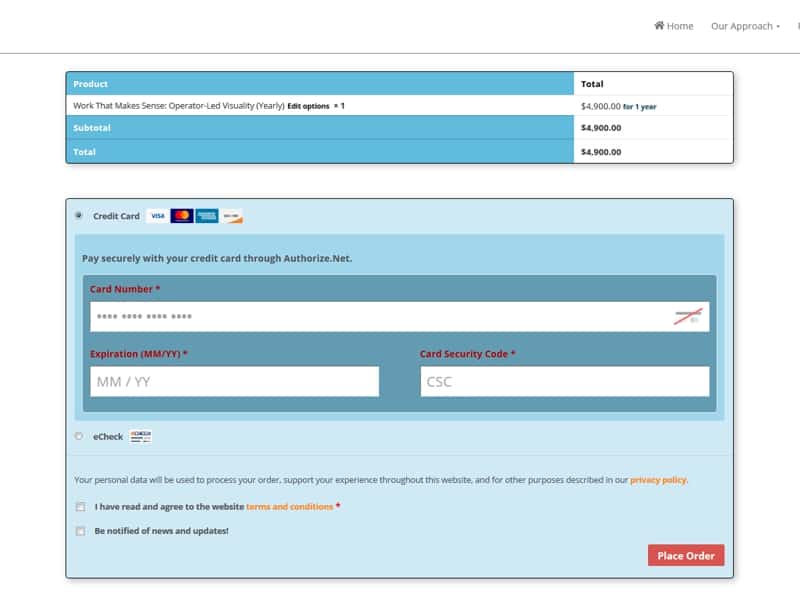 Home Our Approach
Product Total
Work That Makes Sense: Operator-Led Visuality (Yearly) Edit options × 1 $4,900.00 for 1 year
Subtotal $4,900.00
Total $4,900.00
Credit Card VISA
Pay securely with your credit card through Authorize.Net.
Card Number *
•••• •••• •••• ••••
Expiration (MM/YY) * Card Security Code *
MM / YY CSC
eCheck
Your personal data will be used to process your order, support your experience throughout this website, and for other purposes described in our privacy policy.
I have read and agree to the website terms and conditions *
Be notified of news and updates!
Place Order